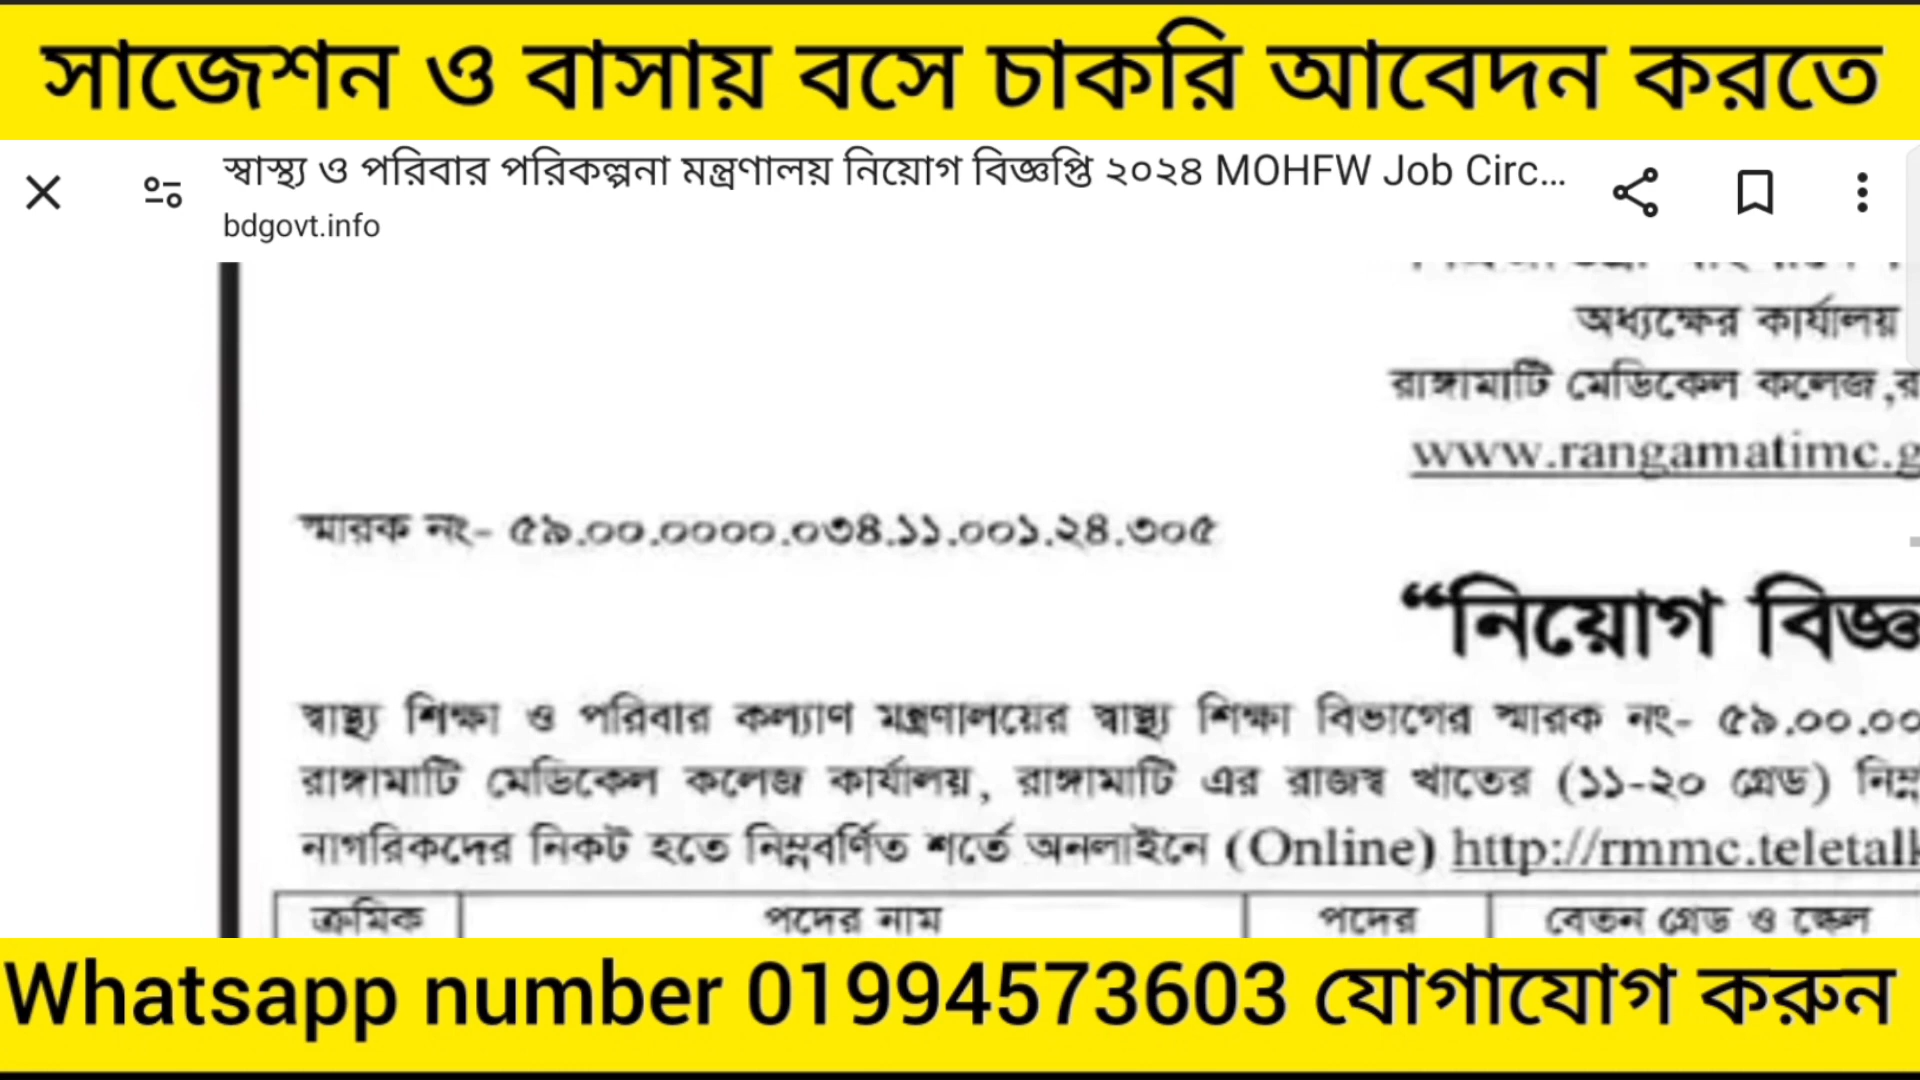 সাজেশন ও বাসায় বসে চাকরি আবেদন করতে
স্বাস্থ্য ও পরিবার পরিকল্পনা মন্ত্রণালয় নিয়োগ বিজ্ঞপ্তি ২০২৪ MOHFW Job Circ...
bdgovt.info
অধ্যক্ষের কার্যালয়
রাঙ্গামাটি মেডিকেল কলেজ,র
www.rangamatimc.g
স্মারক নং- ৫৯.০০.০০০০.০৩৪.১১.০০১.২৪.৩০৫
“নিয়োগ বিজ্ঞ
স্বাস্থ্য শিক্ষা ও পরিবার কল্যাণ মন্ত্রণালয়ের স্বাস্থ্য শিক্ষা বিভাগের স্মারক নং- ৫৯.০০.০০
রাঙ্গামাটি মেডিকেল কলেজ কার্যালয়, রাঙ্গামাটি এর রাজস্ব খাতের (১১-২০ গ্রেড) নিম্ন
নাগরিকদের নিকট হতে নিম্নবর্ণিত শর্তে অনলাইনে (Online) http://rmmc.teletalk
ক্রমিক পদের নাম পদের বেতন গ্রেড ও স্কেল
Whatsapp number 01994573603 যোগাযোগ করুন